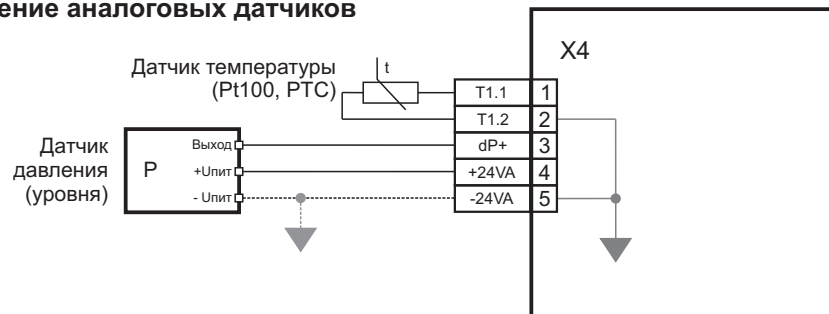 ение аналоговых датчиков
X4
Датчик температуры
(Pt100, PTC)
t
T1.1 1
T1.2 2
Датчик
давления
(уровня)
P
Выход
+Uпит
- Uпит
dP+ 3
+24VA 4
-24VA 5